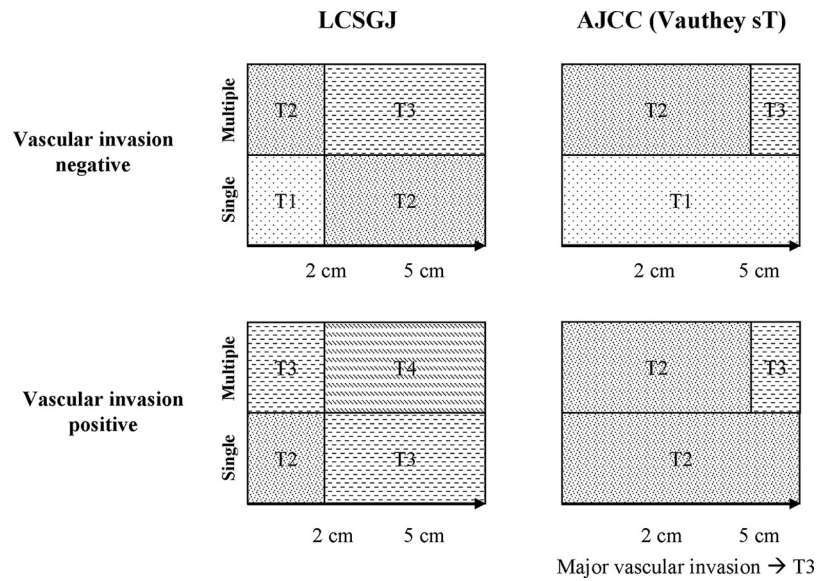 LCSGJ
AJCC (Vauthey sT)
Vascular invasion
negative
Multiple
Single
T2
T3
T1
T2
T2
T3
T1
2 cm
5 cm
2 cm
5 cm
Vascular invasion
positive
Multiple
Single
T3
T4
T2
T3
T2
T3
T2
2 cm
5 cm
2 cm
5 cm
Major vascular invasion → T3